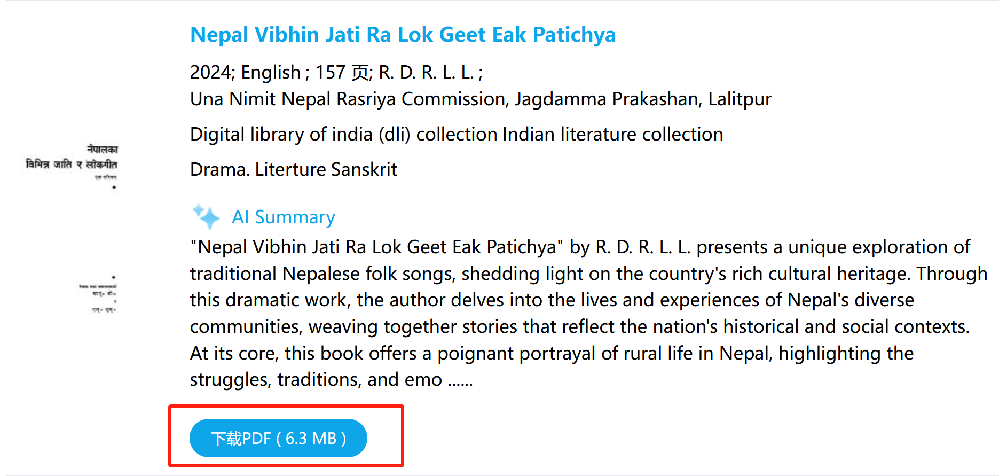 Nepal Vibhin Jati Ra Lok Geet Eak Patichya
2024; English ; 157 页; R. D. R. L. L. ;
Una Nimit Nepal Rasriya Commission, Jagdamma Prakashan, Lalitpur
Digital library of india (dli) collection Indian literature collection
Drama. Literture Sanskrit
नेपालका
विभिन्न जाति र लोकगीत
एक परिचय
AI Summary
"Nepal Vibhin Jati Ra Lok Geet Eak Patichya" by R. D. R. L. L. presents a unique exploration of
traditional Nepalese folk songs, shedding light on the country's rich cultural heritage. Through
this dramatic work, the author delves into the lives and experiences of Nepal's diverse
communities, weaving together stories that reflect the nation's historical and social contexts.
At its core, this book offers a poignant portrayal of rural life in Nepal, highlighting the
struggles, traditions, and emo ......
आर॰ डी॰
एल॰ एल॰
下载PDF ( 6.3 MB )